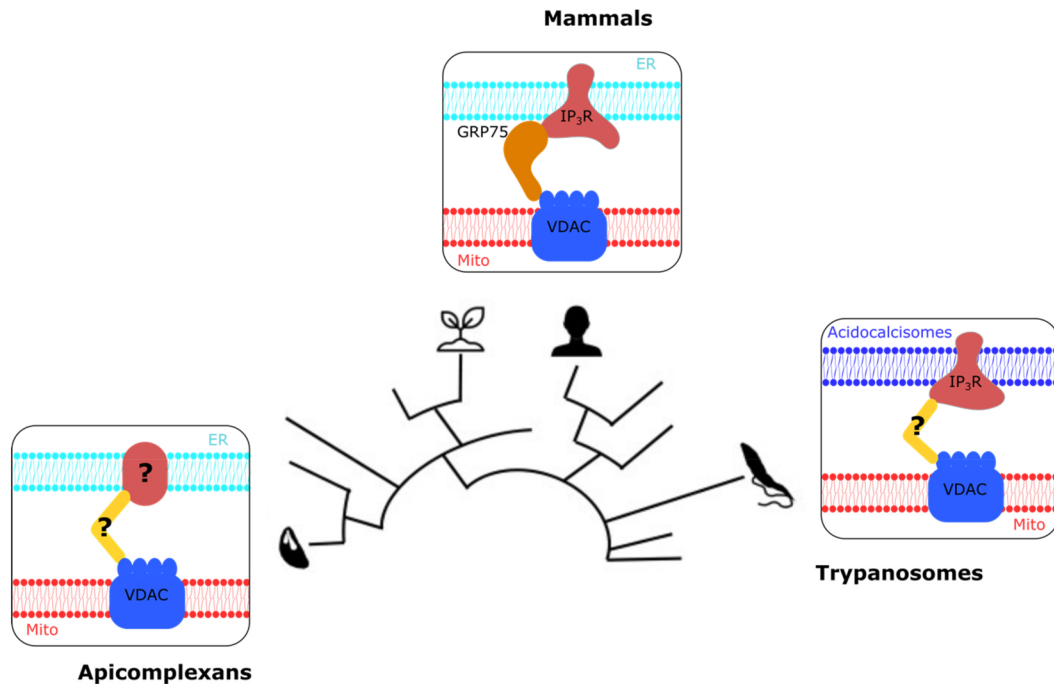 Mammals
ER
IP₃R
GRP75
VDAC
Mito
Acidocalcisomes
IP₃R
?
VDAC
Mito
Trypanosomes
ER
?
?
VDAC
Mito
Apicomplexans